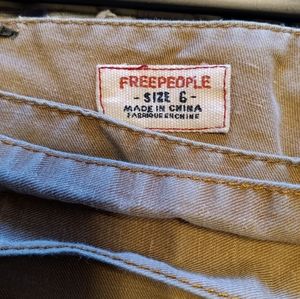 FREEPEOPLE
- SIZE 6 -
MADE IN CHINA
FABRIQUE EN CHINE